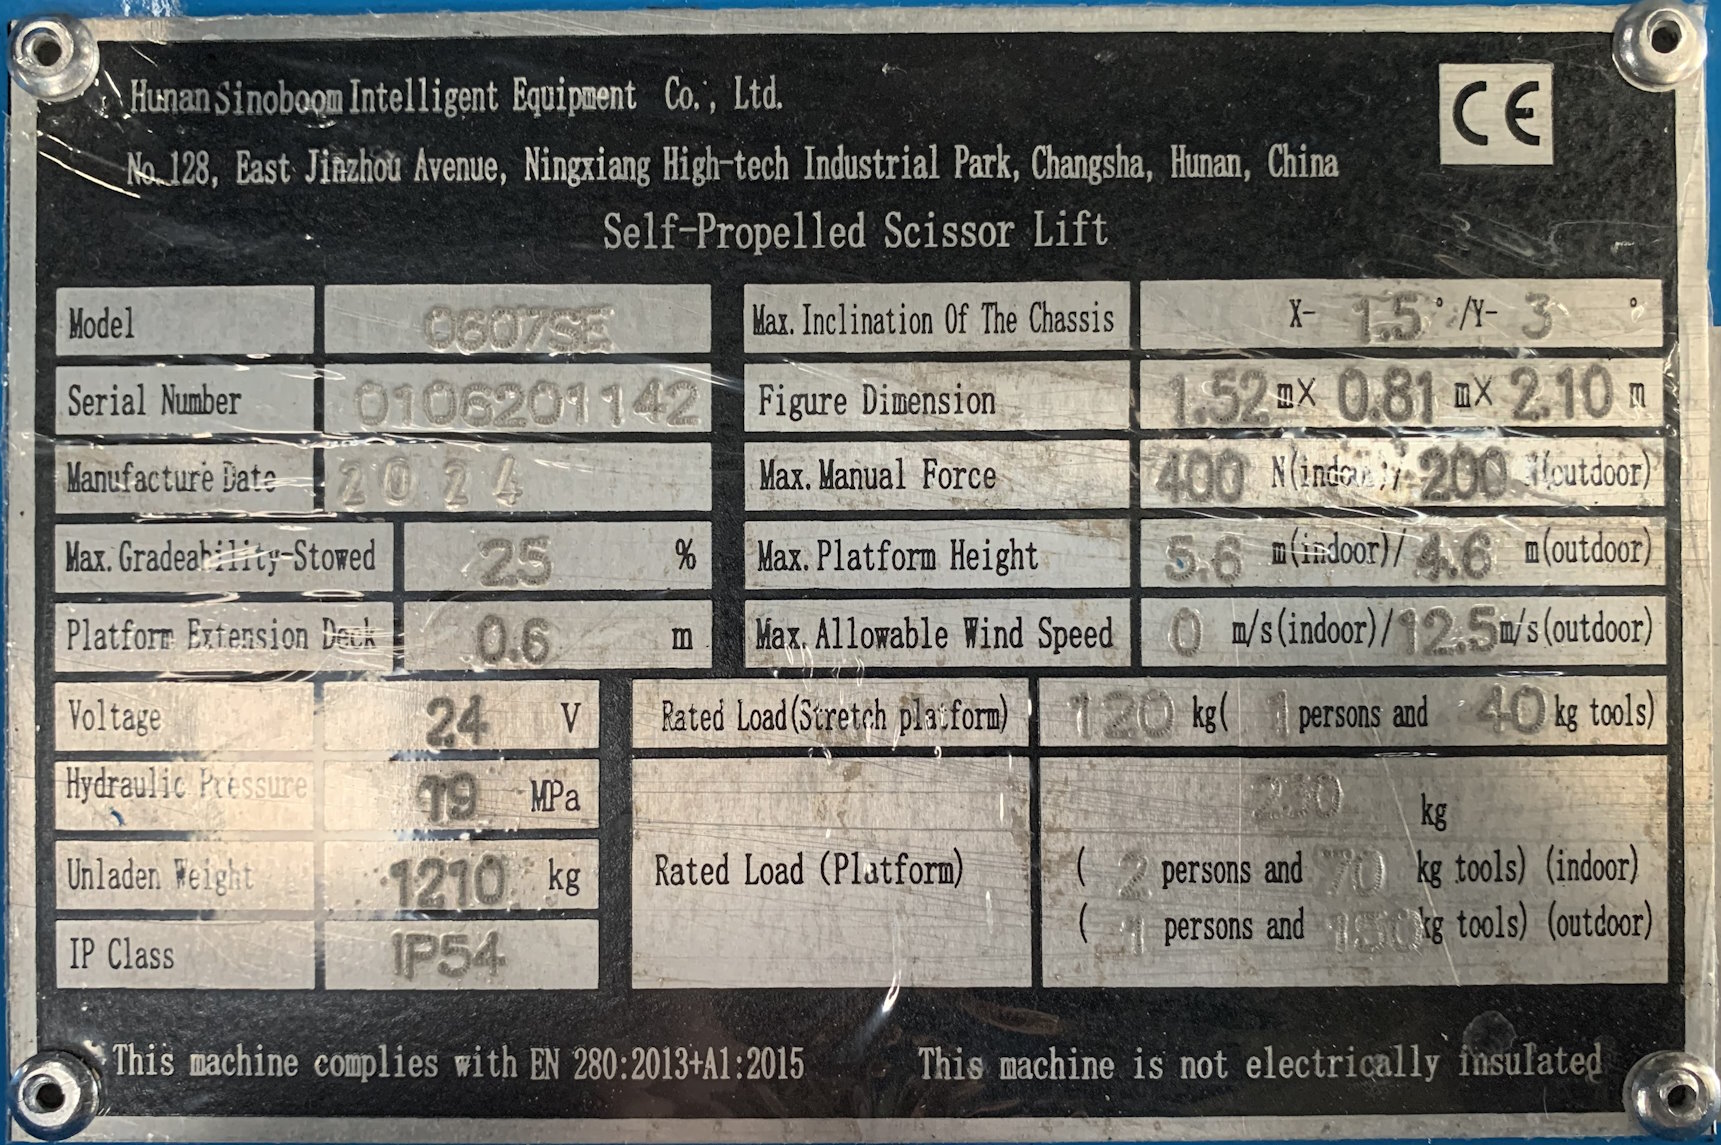 Hunan Sinoboom Intelligent Equipment Co., Ltd.
CE
No.128, East Jinzhou Avenue, Ningxiang High-tech Industrial Park, Changsha, Hunan, China
Self-Propelled Scissor Lift
Model 0607SE
Max. Inclination Of The Chassis X- 1.5 ° /Y- 3 °
Serial Number 0106201142
Figure Dimension 1.52 m× 0.81 m× 2.10 m
Manufacture Date 2024
Max. Manual Force 400 N(indoor)/ 200 N(outdoor)
Max. Gradeability-Stowed 25 %
Max. Platform Height 5.6 m(indoor)/ 4.6 m(outdoor)
Platform Extension Deck 0.6 m
Max. Allowable Wind Speed 0 m/s(indoor)/ 12.5 m/s(outdoor)
Voltage 24 V
Rated Load(Stretch platform) 120 kg( 1 persons and 40 kg tools)
Hydraulic Pressure 19 MPa
Unladen Weight 1210 kg
IP Class IP54
Rated Load (Platform)
kg
( 2 persons and 70 kg tools) (indoor)
( 1 persons and 150 kg tools) (outdoor)
This machine complies with EN 280:2013+A1:2015
This machine is not electrically insulated